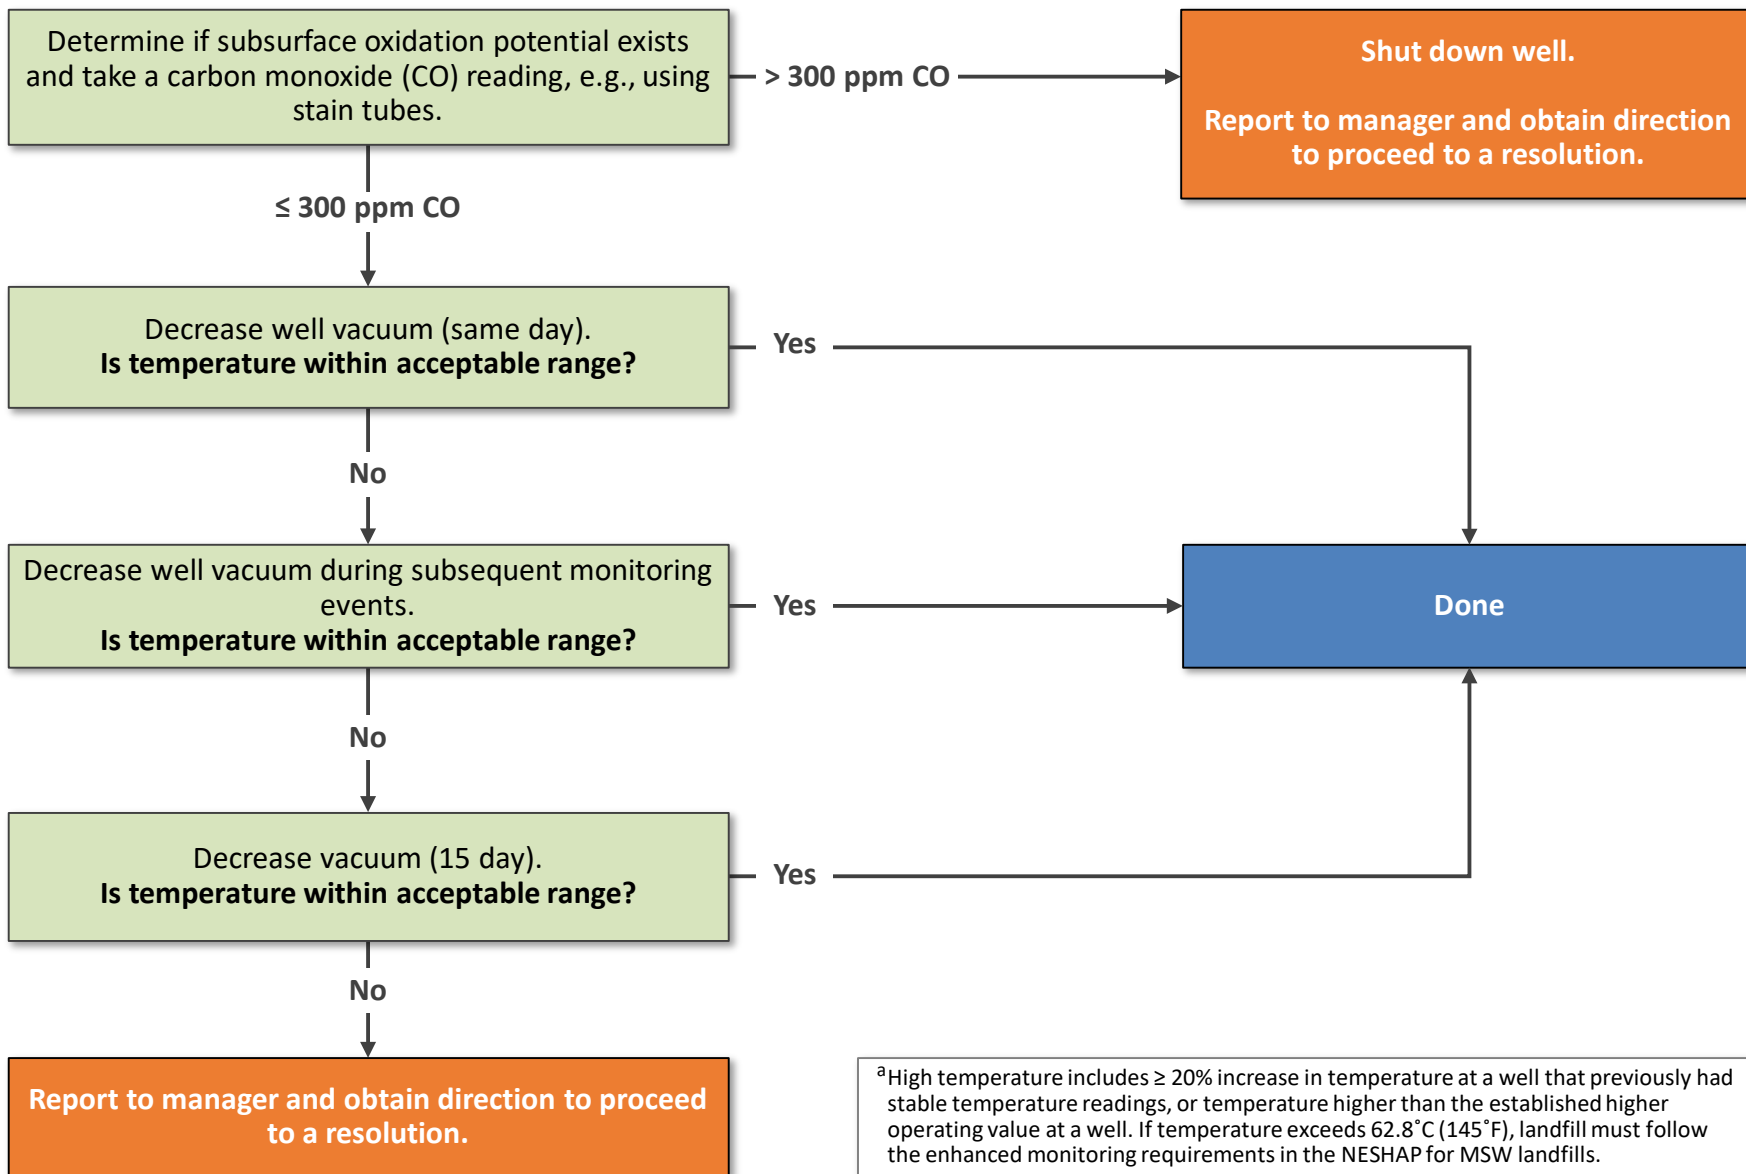 Determine if subsurface oxidation potential exists
and take a carbon monoxide (CO) reading, e.g., using
stain tubes.
> 300 ppm CO
Shut down well.
Report to manager and obtain direction
to proceed to a resolution.
≤ 300 ppm CO
Decrease well vacuum (same day).
Is temperature within acceptable range?
Yes
No
Decrease well vacuum during subsequent monitoring
events.
Is temperature within acceptable range?
Yes
Done
No
Decrease vacuum (15 day).
Is temperature within acceptable range?
Yes
No
Report to manager and obtain direction to proceed
to a resolution.
a High temperature includes ≥ 20% increase in temperature at a well that previously had
stable temperature readings, or temperature higher than the established higher
operating value at a well. If temperature exceeds 62.8˚C (145˚F), landfill must follow
the enhanced monitoring requirements in the NESHAP for MSW landfills.